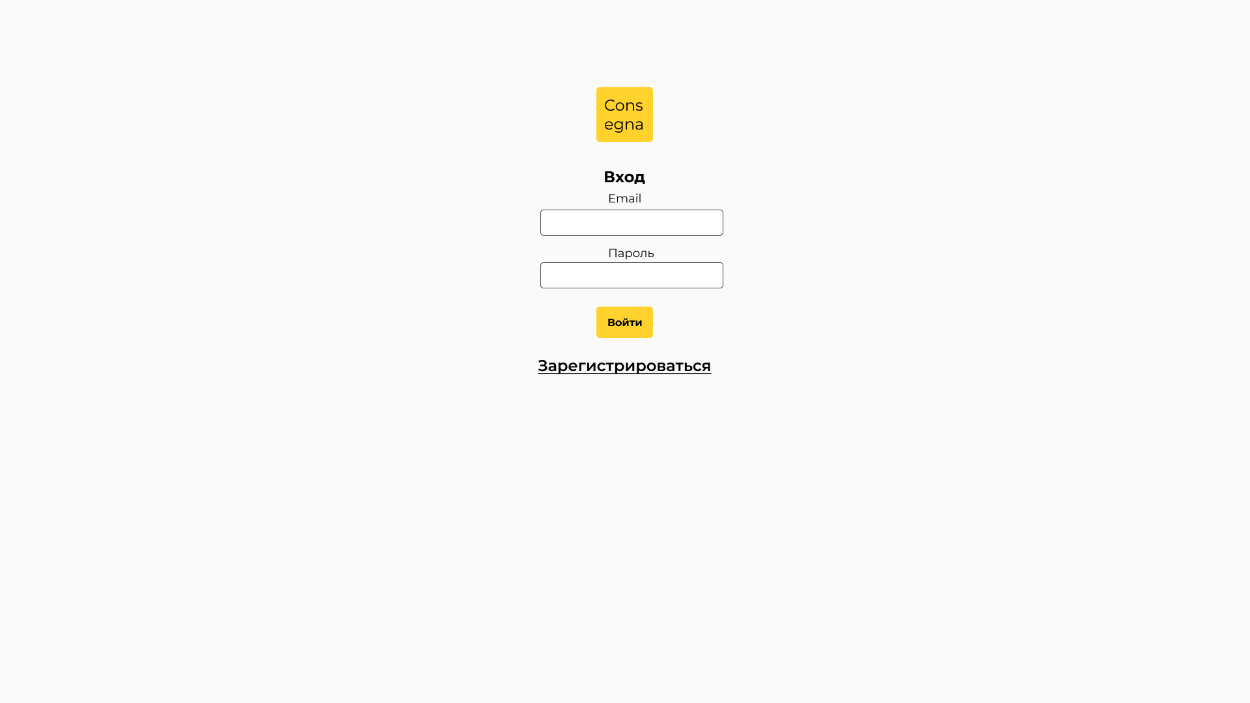 Cons
egna
Вход
Email
Пароль
Войти
Зарегистрироваться